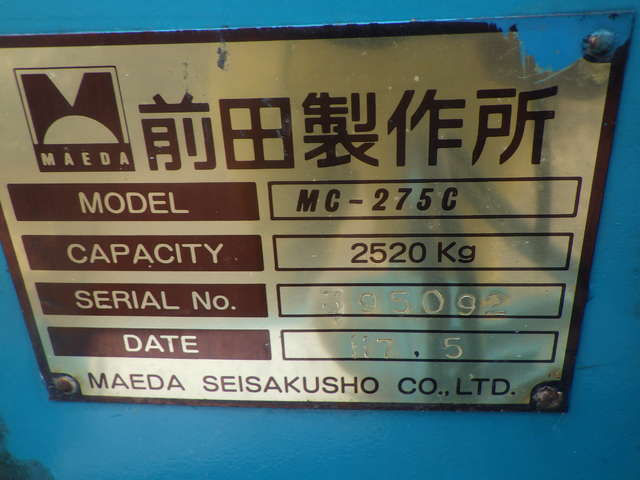 MAEDA
前田製作所
MODEL MC-275C
CAPACITY 2520 Kg
SERIAL No. 395092
DATE H7.5
MAEDA SEISAKUSHO CO.,LTD.